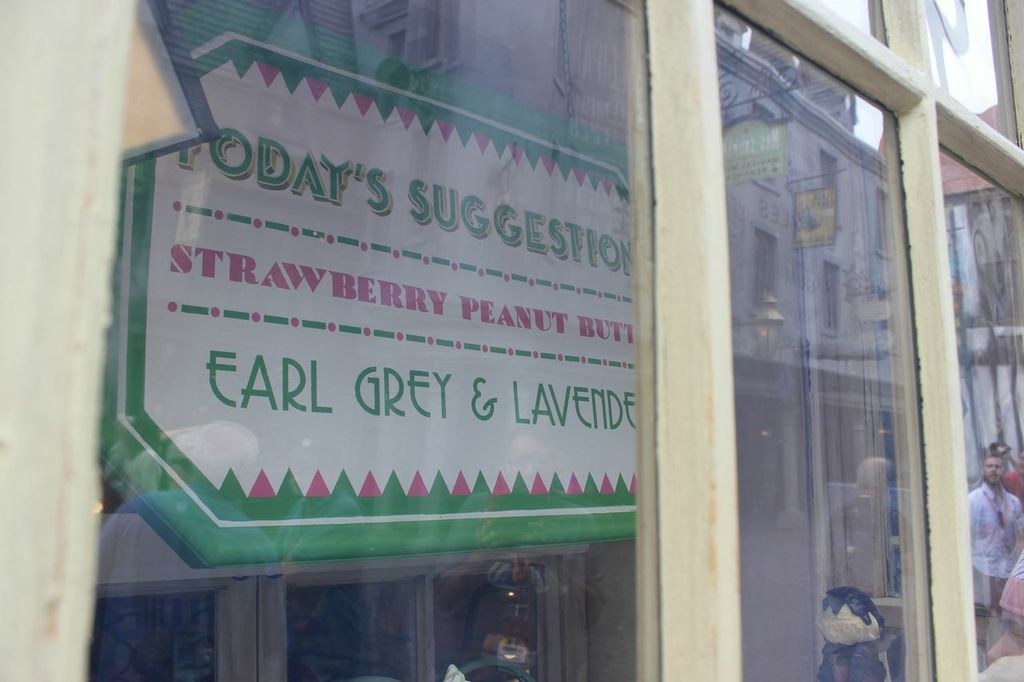 TODAY'S SUGGESTION
STRAWBERRY PEANUT BUTT
EARL GREY & LAVENDE